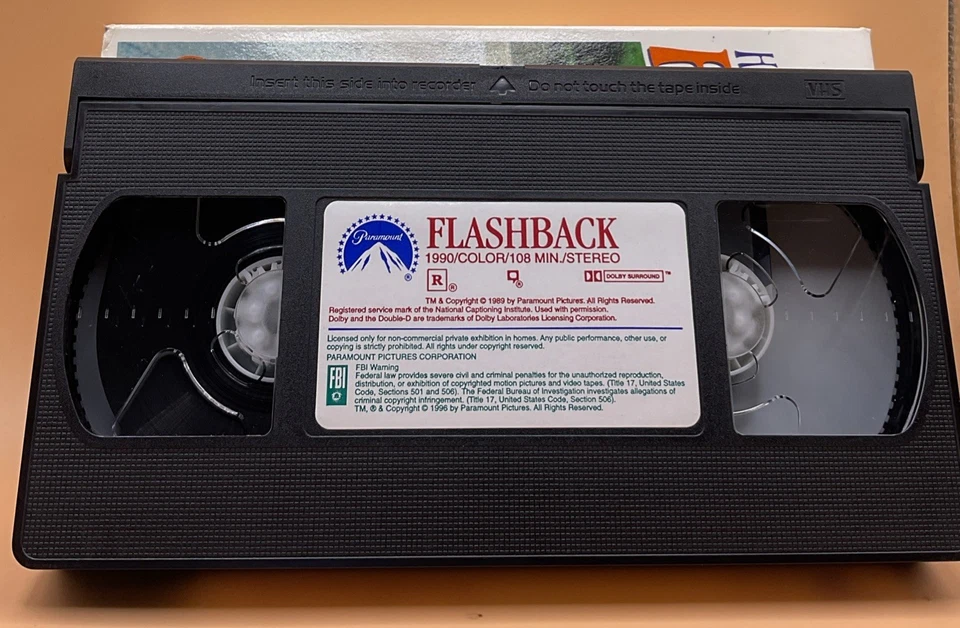 Insert this side into recorder Do not touch the tape inside VHS
Paramount ®
FLASHBACK
1990/COLOR/108 MIN./STEREO
R ® ® DOLBY SURROUND ™
TM & Copyright © 1989 by Paramount Pictures. All Rights Reserved.
Registered service mark of the National Captioning Institute. Used with permission.
Dolby and the Double-D are trademarks of Dolby Laboratories Licensing Corporation.
Licensed only for non-commercial private exhibition in homes. Any public performance, other use, or
copying is strictly prohibited. All rights under copyright reserved.
PARAMOUNT PICTURES CORPORATION
FBI
FBI Warning
Federal law provides severe civil and criminal penalties for the unauthorized reproduction,
distribution, or exhibition of copyrighted motion pictures and video tapes. (Title 17, United States
Code, Sections 501 and 506). The Federal Bureau of Investigation investigates allegations of
criminal copyright infringement. (Title 17, United States Code, Section 506).
TM, ® & Copyright © 1996 by Paramount Pictures. All Rights Reserved.